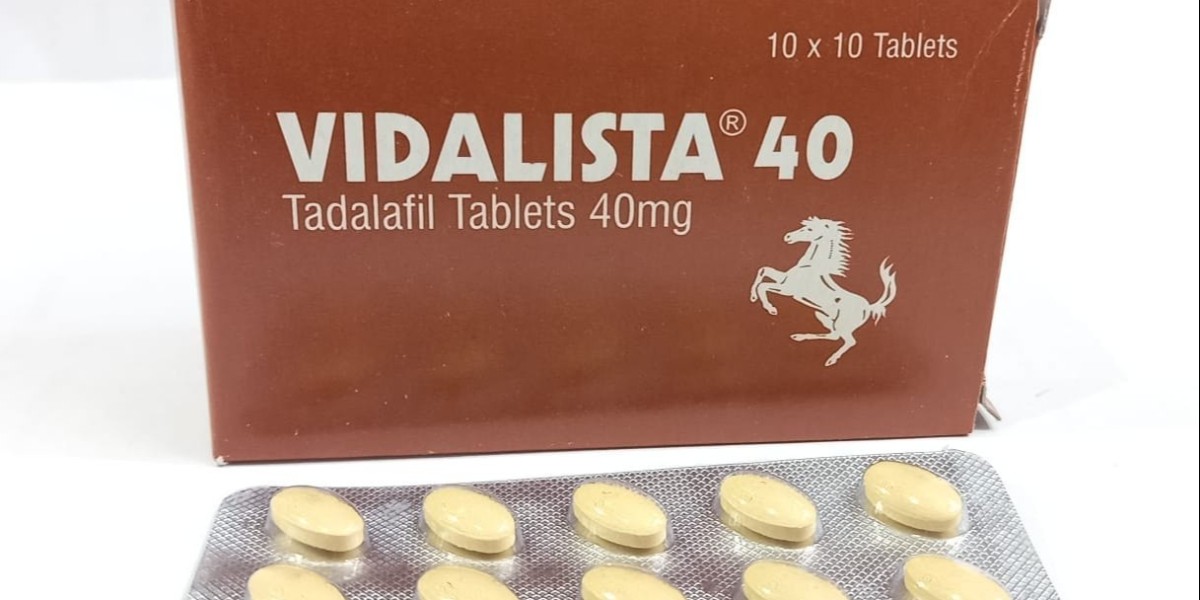 10 x 10 Tablets
VIDALISTA® 40
Tadalafil Tablets 40mg